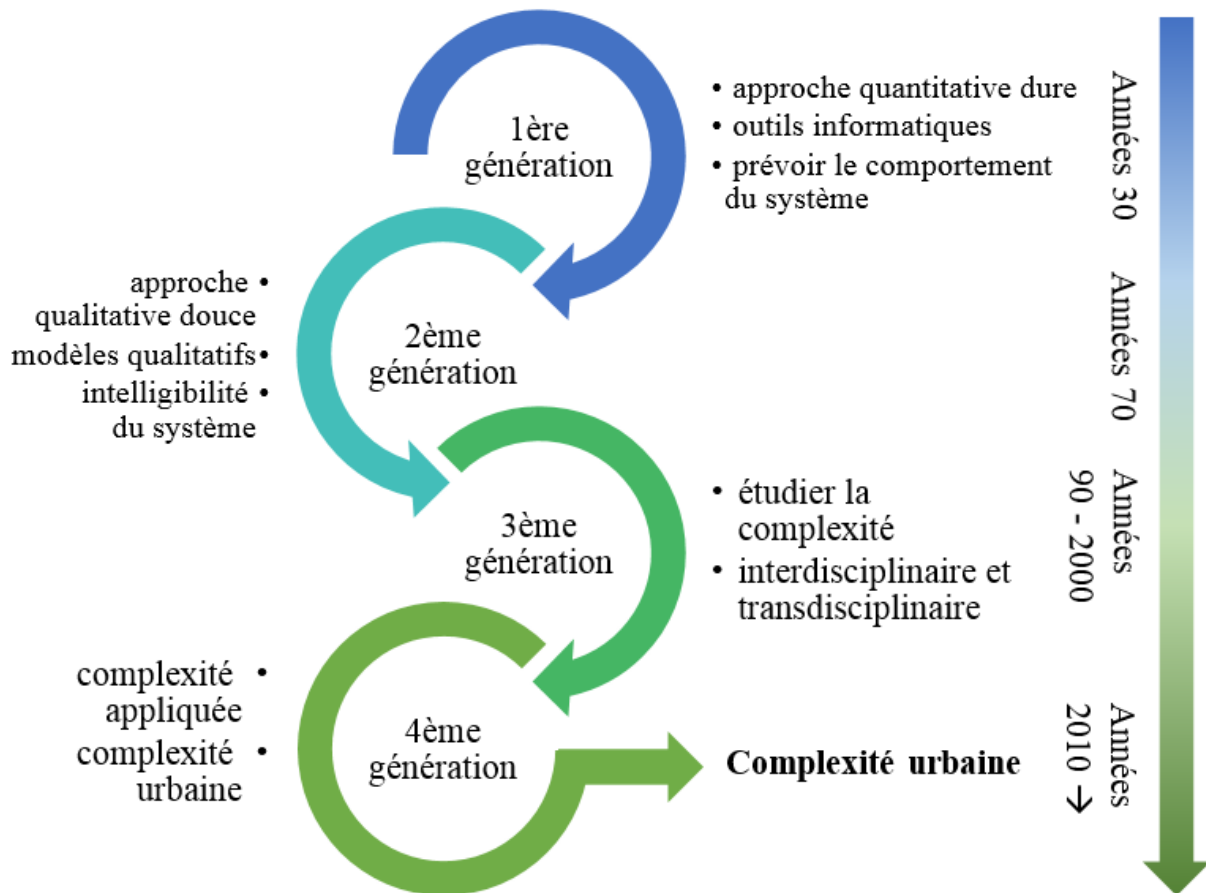 1ère
génération
• approche quantitative dure
• outils informatiques
• prévoir le comportement
du système
Années 30
approche •
qualitative douce
modèles qualitatifs •
intelligibilité •
du système
2ème
génération
Années 70
3ème
génération
• étudier la
complexité
• interdisciplinaire et
transdisciplinaire
Années
90 - 2000
complexité •
appliquée
complexité •
urbaine
4ème
génération
Complexité urbaine
Années
2010 →